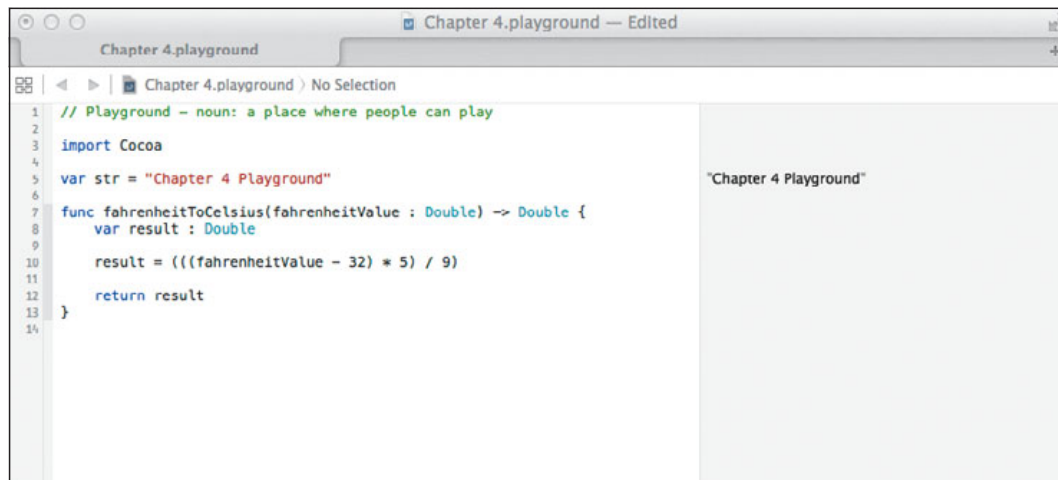 Chapter 4.playground — Edited
Chapter 4.playground
Chapter 4.playground 〉 No Selection
1 // Playground – noun: a place where people can play
2
3 import Cocoa
4
5 var str = "Chapter 4 Playground"
"Chapter 4 Playground"
6
7 func fahrenheitToCelsius(fahrenheitValue : Double) -> Double {
8 var result : Double
9
10 result = (((fahrenheitValue - 32) * 5) / 9)
11
12 return result
13 }
14